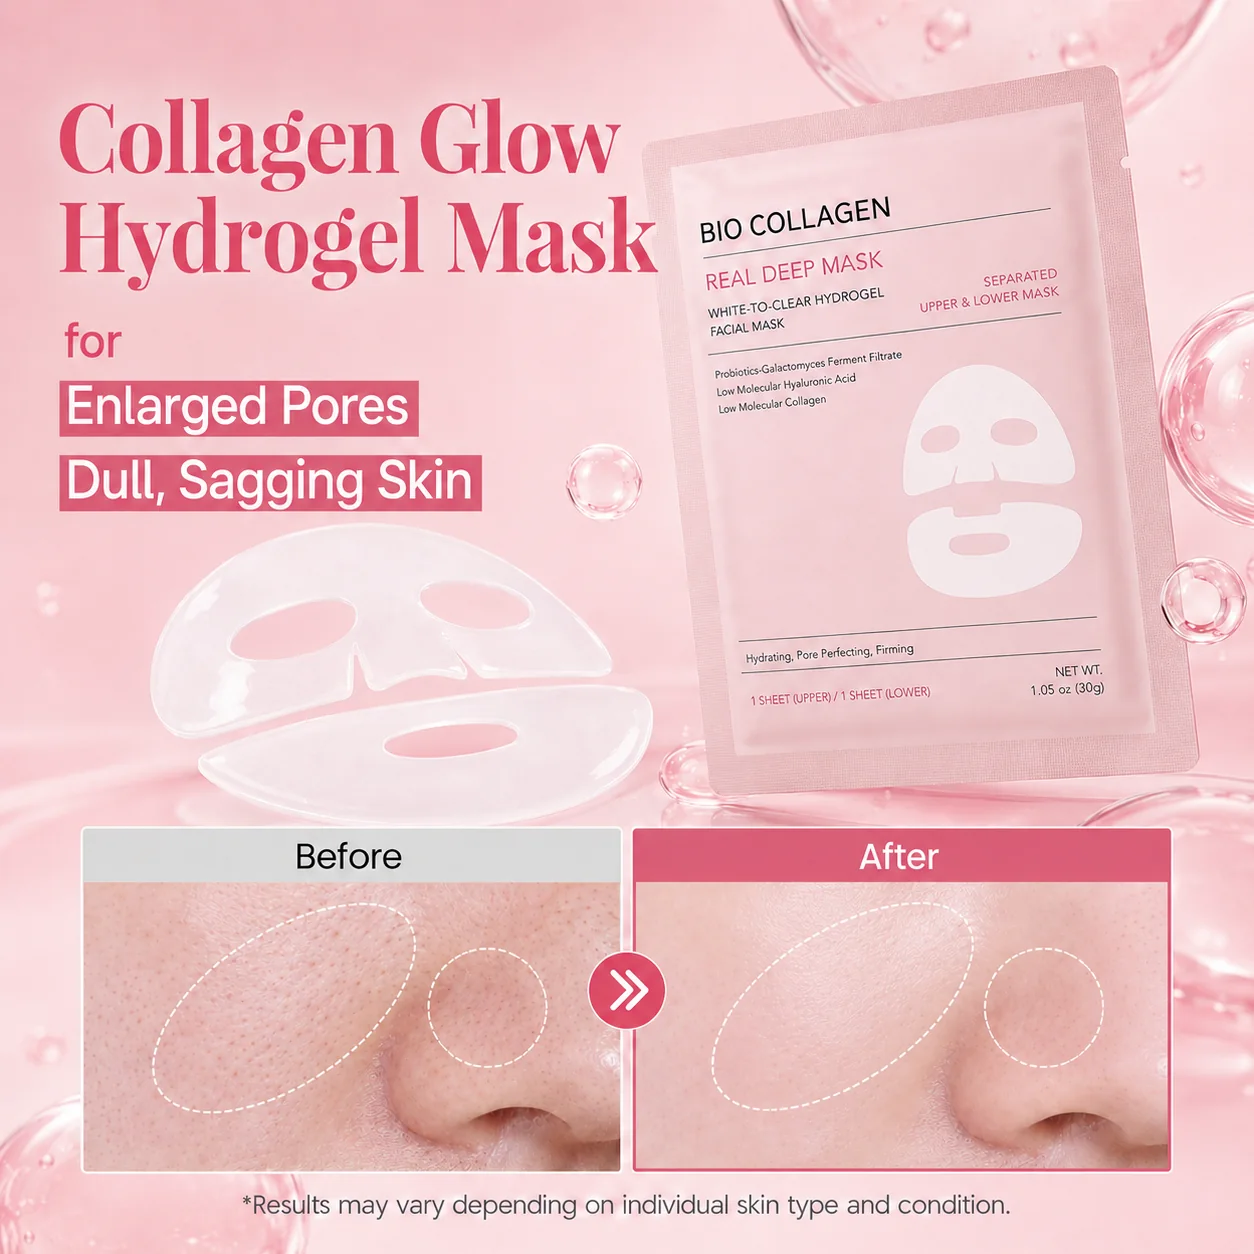 Collagen Glow
Hydrogel Mask
for
Enlarged Pores
Dull, Sagging Skin
BIO COLLAGEN
REAL DEEP MASK
WHITE-TO-CLEAR HYDROGEL
FACIAL MASK
SEPARATED
UPPER & LOWER MASK
Probiotics-Galactomyces Ferment Filtrate
Low Molecular Hyaluronic Acid
Low Molecular Collagen
Hydrating, Pore Perfecting, Firming
1 SHEET (UPPER) / 1 SHEET (LOWER)
NET WT.
1.05 oz (30g)
Before
After
*Results may vary depending on individual skin type and condition.